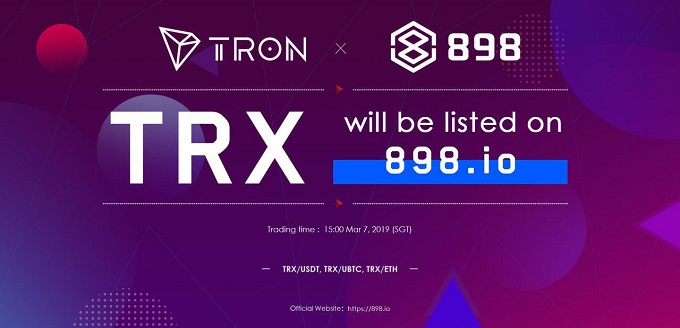 TRON × 898
TRX
will be listed on
898.io
Trading time : 15:00 Mar 7, 2019 (SGT)
— TRX/USDT, TRX/UBTC, TRX/ETH —
Official Website: https://898.io